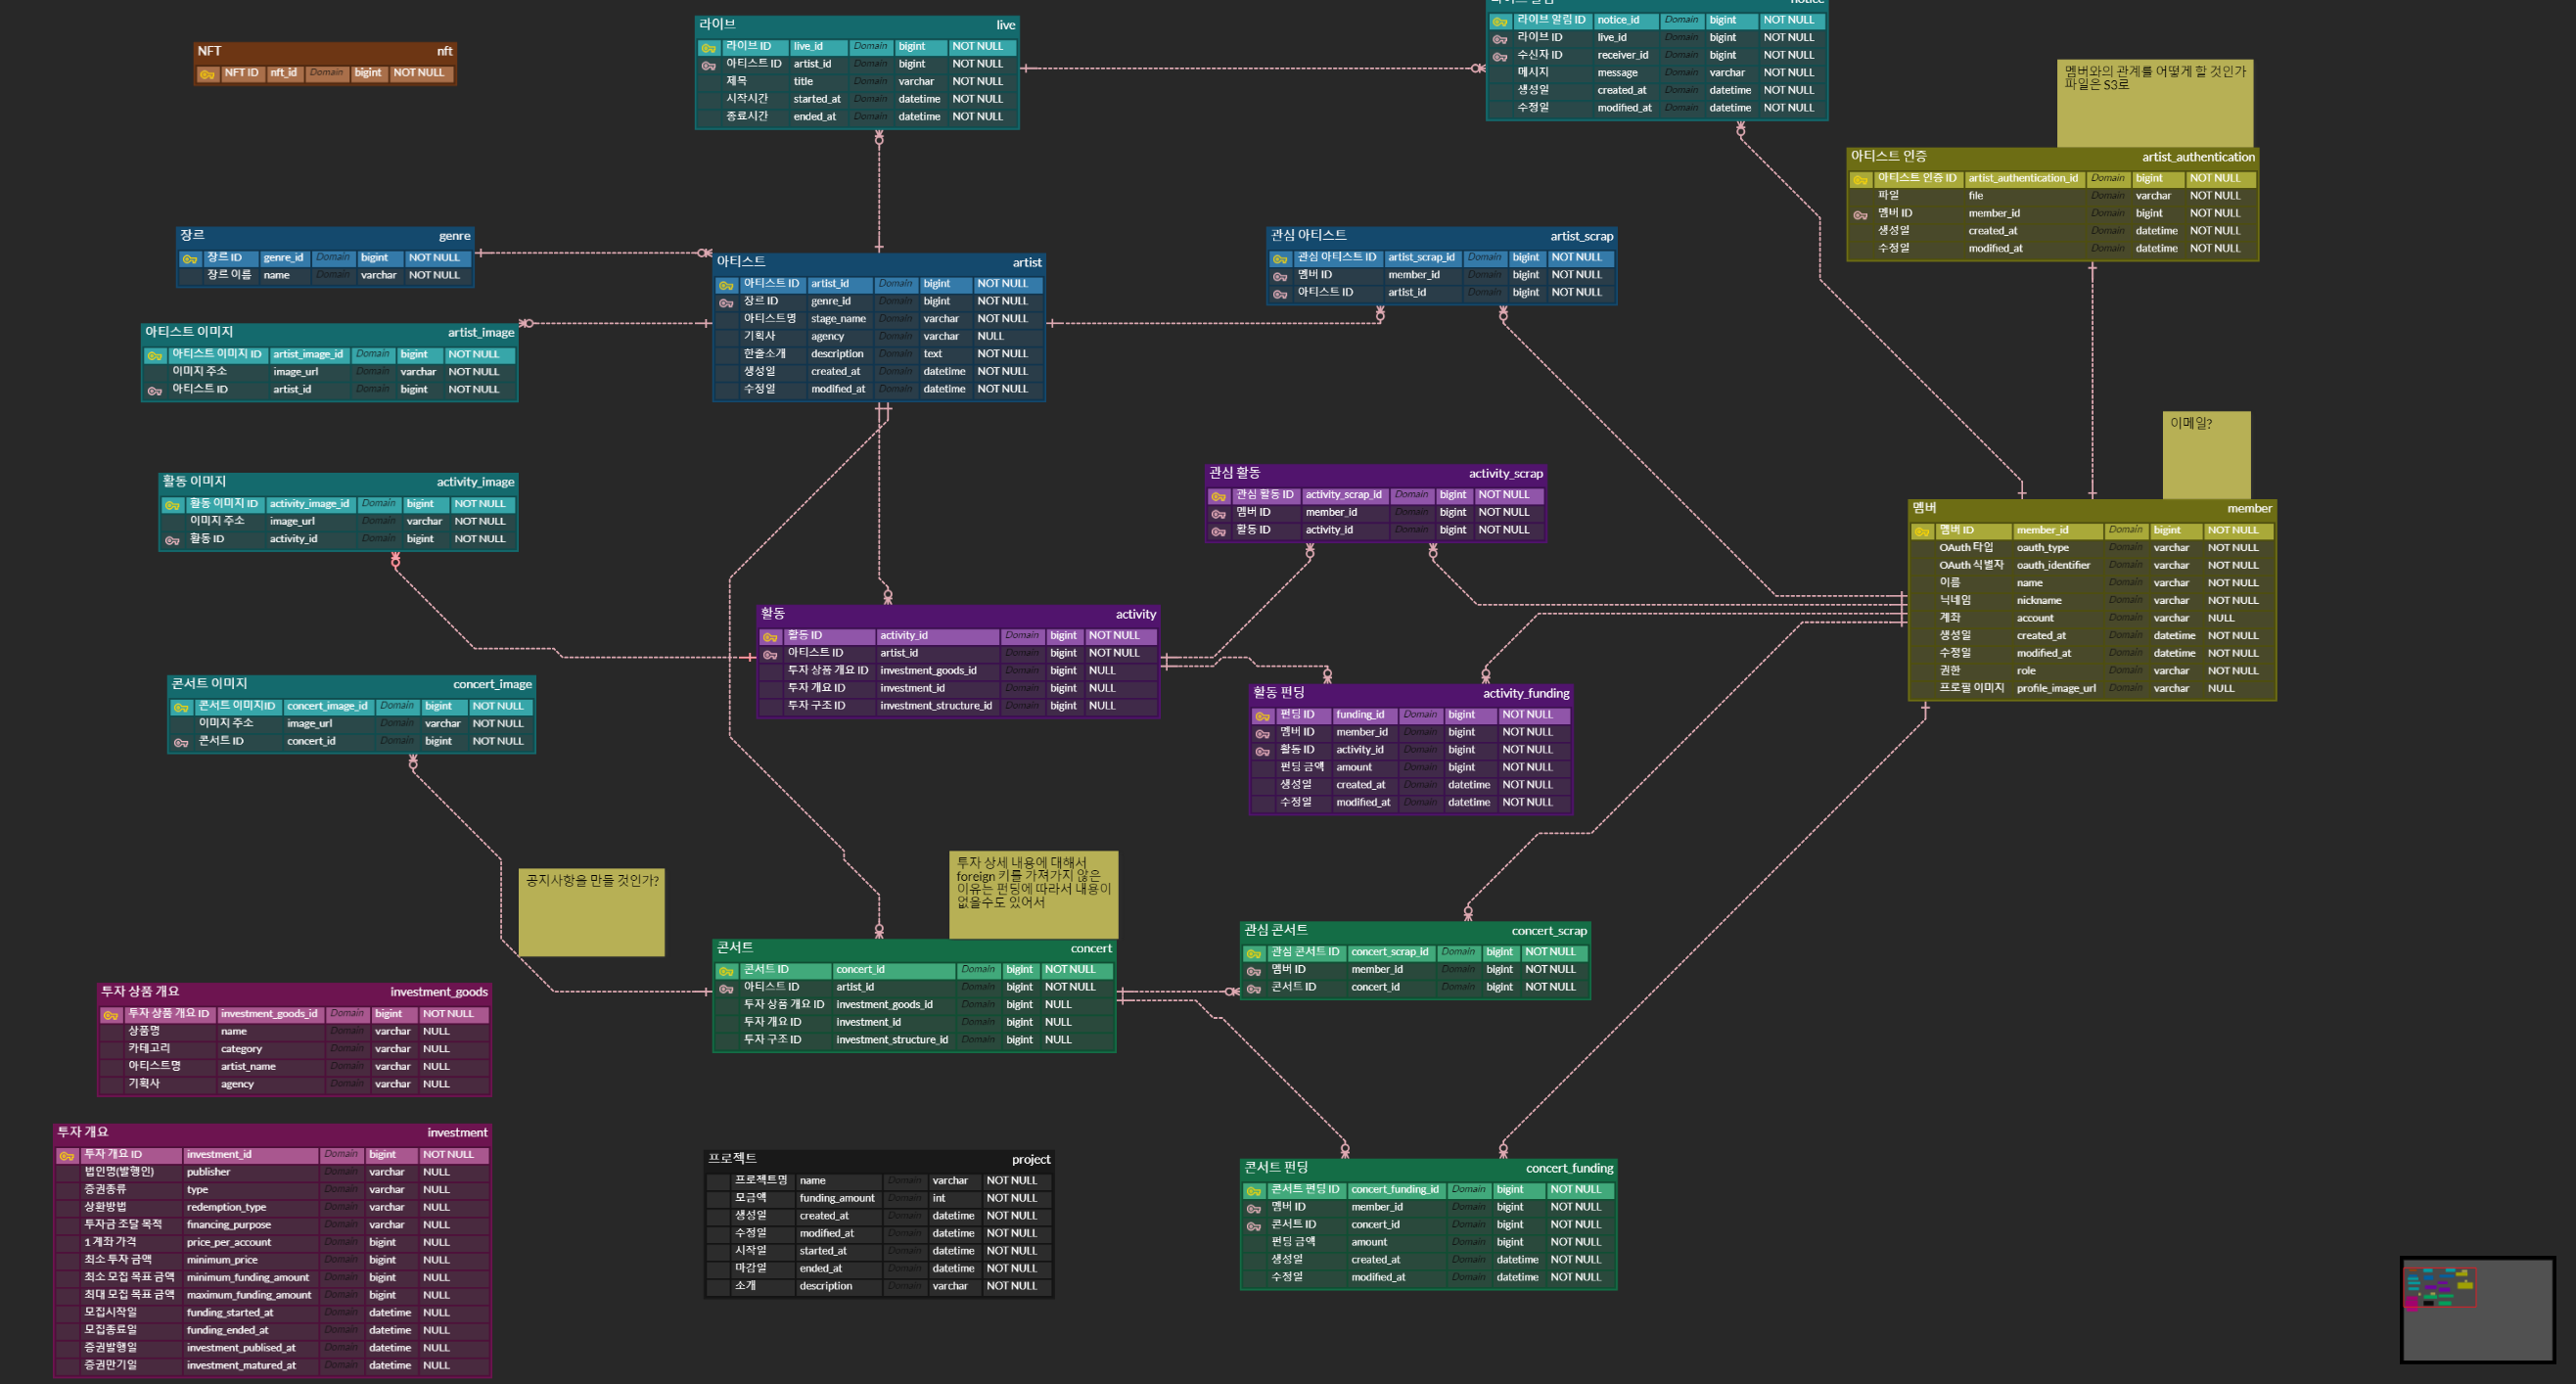 NFT nft
NFT ID nft_id Domain bigint NOT NULL
라이브 live
라이브 ID live_id Domain bigint NOT NULL
아티스트 ID artist_id Domain bigint NOT NULL
제목 title Domain varchar NOT NULL
시작시간 started_at Domain datetime NOT NULL
종료시간 ended_at Domain datetime NOT NULL
라이브 알림 notice
라이브 알림 ID notice_id Domain bigint NOT NULL
라이브 ID live_id Domain bigint NOT NULL
수신자 ID receiver_id Domain bigint NOT NULL
메시지 message Domain varchar NOT NULL
생성일 created_at Domain datetime NOT NULL
수정일 modified_at Domain datetime NOT NULL
멤버와의 관계를 어떻게 할 것인가
파일은 S3로
아티스트 인증 artist_authentication
아티스트 인증 ID artist_authentication_id Domain bigint NOT NULL
파일 file Domain varchar NOT NULL
멤버 ID member_id Domain bigint NOT NULL
생성일 created_at Domain datetime NOT NULL
수정일 modified_at Domain datetime NOT NULL
장르 genre
장르 ID genre_id Domain bigint NOT NULL
장르 이름 name Domain varchar NOT NULL
아티스트 artist
아티스트 ID artist_id Domain bigint NOT NULL
장르 ID genre_id Domain bigint NOT NULL
아티스트명 stage_name Domain varchar NOT NULL
기획사 agency Domain varchar NULL
한줄소개 description Domain text NOT NULL
생성일 created_at Domain datetime NOT NULL
수정일 modified_at Domain datetime NOT NULL
관심 아티스트 artist_scrap
관심 아티스트 ID artist_scrap_id Domain bigint NOT NULL
멤버 ID member_id Domain bigint NOT NULL
아티스트 ID artist_id Domain bigint NOT NULL
아티스트 이미지 artist_image
아티스트 이미지 ID artist_image_id Domain bigint NOT NULL
이미지 주소 image_url Domain varchar NOT NULL
아티스트 ID artist_id Domain bigint NOT NULL
이메일?
활동 이미지 activity_image
활동 이미지 ID activity_image_id Domain bigint NOT NULL
이미지 주소 image_url Domain varchar NOT NULL
활동 ID activity_id Domain bigint NOT NULL
관심 활동 activity_scrap
관심 활동 ID activity_scrap_id Domain bigint NOT NULL
멤버 ID member_id Domain bigint NOT NULL
활동 ID activity_id Domain bigint NOT NULL
멤버 member
멤버 ID member_id Domain bigint NOT NULL
OAuth 타입 oauth_type Domain varchar NOT NULL
OAuth 식별자 oauth_identifier Domain varchar NOT NULL
이름 name Domain varchar NOT NULL
닉네임 nickname Domain varchar NOT NULL
계좌 account Domain varchar NULL
생성일 created_at Domain datetime NOT NULL
수정일 modified_at Domain datetime NOT NULL
권한 role Domain varchar NOT NULL
프로필 이미지 profile_image_url Domain varchar NULL
활동 activity
활동 ID activity_id Domain bigint NOT NULL
아티스트 ID artist_id Domain bigint NOT NULL
투자 상품 개요 ID investment_goods_id Domain bigint NULL
투자 개요 ID investment_id Domain bigint NULL
투자 구조 ID investment_structure_id Domain bigint NULL
콘서트 이미지 concert_image
콘서트 이미지ID concert_image_id Domain bigint NOT NULL
이미지 주소 image_url Domain varchar NOT NULL
콘서트 ID concert_id Domain bigint NOT NULL
활동 펀딩 activity_funding
펀딩 ID funding_id Domain bigint NOT NULL
멤버 ID member_id Domain bigint NOT NULL
활동 ID activity_id Domain bigint NOT NULL
펀딩 금액 amount Domain bigint NOT NULL
생성일 created_at Domain datetime NOT NULL
수정일 modified_at Domain datetime NOT NULL
공지사항을 만들 것인가?
투자 상세 내용에 대해서
foreign 키를 가져가지 않은
이유는 펀딩에 따라서 내용이
없을수도 있어서
콘서트 concert
콘서트 ID concert_id Domain bigint NOT NULL
아티스트 ID artist_id Domain bigint NOT NULL
투자 상품 개요 ID investment_goods_id Domain bigint NULL
투자 개요 ID investment_id Domain bigint NULL
투자 구조 ID investment_structure_id Domain bigint NULL
관심 콘서트 concert_scrap
관심 콘서트 ID concert_scrap_id Domain bigint NOT NULL
멤버 ID member_id Domain bigint NOT NULL
콘서트 ID concert_id Domain bigint NOT NULL
투자 상품 개요 investment_goods
투자 상품 개요 ID investment_goods_id Domain bigint NOT NULL
상품명 name Domain varchar NULL
카테고리 category Domain varchar NULL
아티스트명 artist_name Domain varchar NULL
기획사 agency Domain varchar NULL
투자 개요 investment
투자 개요 ID investment_id Domain bigint NOT NULL
법인명(발행인) publisher Domain varchar NULL
증권종류 type Domain varchar NULL
상환방법 redemption_type Domain varchar NULL
투자금 조달 목적 financing_purpose Domain varchar NULL
1 계좌 가격 price_per_account Domain bigint NULL
최소 투자 금액 minimum_price Domain bigint NULL
최소 모집 목표 금액 minimum_funding_amount Domain bigint NULL
최대 모집 목표 금액 maximum_funding_amount Domain bigint NULL
모집시작일 funding_started_at Domain datetime NULL
모집종료일 funding_ended_at Domain datetime NULL
증권발행일 investment_publised_at Domain datetime NULL
증권만기일 investment_matured_at Domain datetime NULL
프로젝트 project
프로젝트명 name Domain varchar NOT NULL
모금액 funding_amount Domain int NOT NULL
생성일 created_at Domain datetime NOT NULL
수정일 modified_at Domain datetime NOT NULL
시작일 started_at Domain datetime NOT NULL
마감일 ended_at Domain datetime NOT NULL
소개 description Domain varchar NOT NULL
콘서트 펀딩 concert_funding
콘서트 펀딩 ID concert_funding_id Domain bigint NOT NULL
멤버 ID member_id Domain bigint NOT NULL
콘서트 ID concert_id Domain bigint NOT NULL
펀딩 금액 amount Domain bigint NOT NULL
생성일 created_at Domain datetime NOT NULL
수정일 modified_at Domain datetime NOT NULL